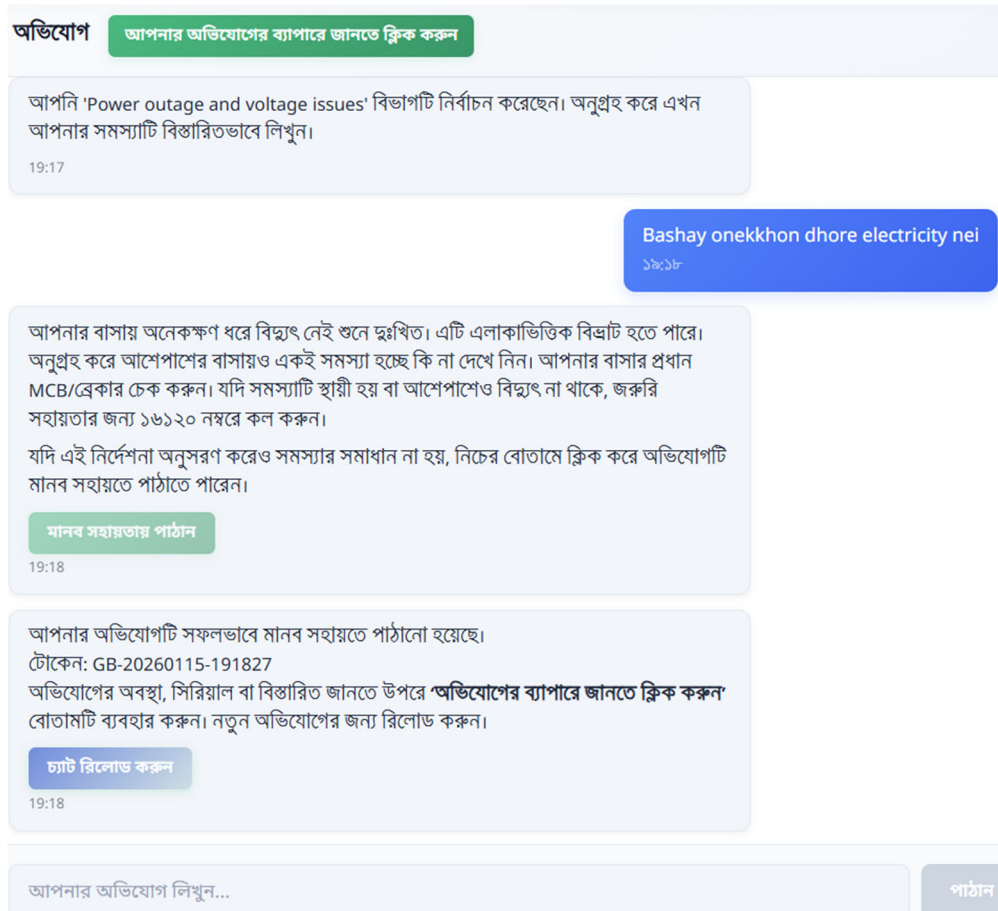 অভিযোগ
আপনার অভিযোগের ব্যাপারে জানতে ক্লিক করুন
আপনি 'Power outage and voltage issues' বিভাগটি নির্বাচন করেছেন। অনুগ্রহ করে এখন
আপনার সমস্যাটি বিস্তারিতভাবে লিখুন।
19:17
Bashay onekkhon dhore electricity nei
১৯:১৮
আপনার বাসায় অনেকক্ষণ ধরে বিদ্যুৎ নেই শুনে দুঃখিত। এটি এলাকাভিত্তিক বিভ্রাট হতে পারে।
অনুগ্রহ করে আশেপাশের বাসায়ও একই সমস্যা হচ্ছে কি না দেখে নিন। আপনার বাসার প্রধান
MCB/ব্রেকার চেক করুন। যদি সমস্যাটি স্থায়ী হয় বা আশেপাশেও বিদ্যুৎ না থাকে, জরুরি
সহায়তার জন্য ১৬১২০ নম্বরে কল করুন।
যদি এই নির্দেশনা অনুসরণ করেও সমস্যার সমাধান না হয়, নিচের বোতামে ক্লিক করে অভিযোগটি
মানব সহায়তে পাঠাতে পারেন।
মানব সহায়তায় পাঠান
19:18
আপনার অভিযোগটি সফলভাবে মানব সহায়তে পাঠানো হয়েছে।
টোকেন: GB-20260115-191827
অভিযোগের অবস্থা, সিরিয়াল বা বিস্তারিত জানতে উপরে ‘অভিযোগের ব্যাপারে জানতে ক্লিক করুন’
বোতামটি ব্যবহার করুন। নতুন অভিযোগের জন্য রিলোড করুন।
চ্যাট রিলোড করুন
19:18
আপনার অভিযোগ লিখুন...
পাঠান